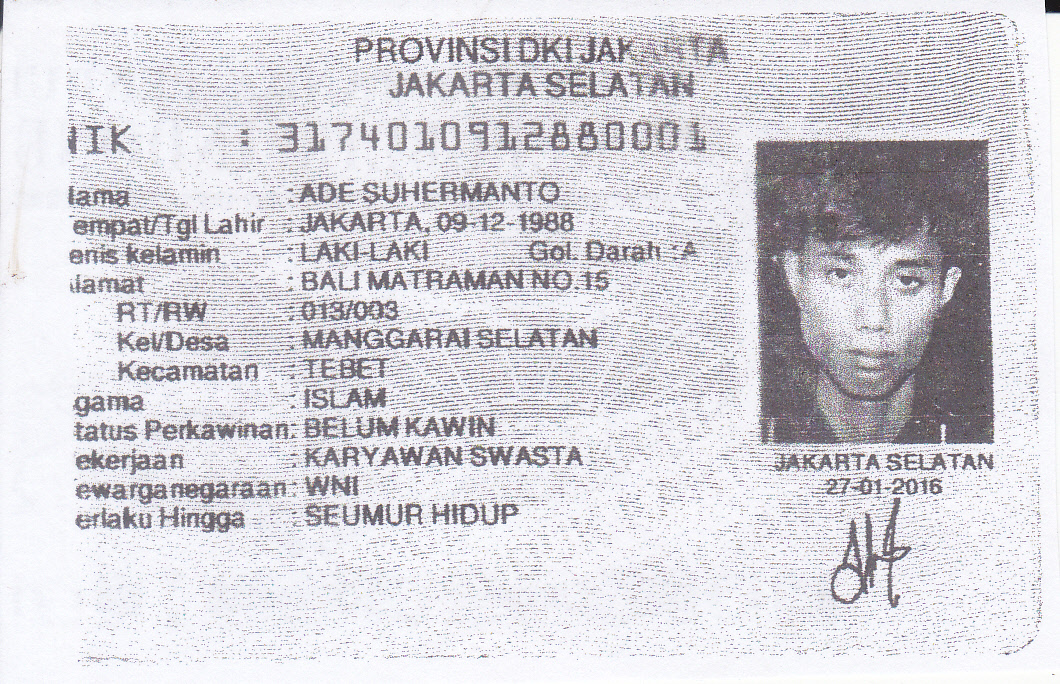 PROVINSI DKI JAKARTA
JAKARTA SELATAN
NIK : 3174010912880001
lama : ADE SUHERMANTO
empat/Tgl Lahir : JAKARTA, 09-12-1988
enis kelamin : LAKI-LAKI Gol. Darah : A
lamat : BALI MATRAMAN NO.15
RT/RW : 013/003
Kel/Desa : MANGGARAI SELATAN
Kecamatan : TEBET
gama : ISLAM
tatus Perkawinan: BELUM KAWIN
ekerjaan : KARYAWAN SWASTA
ewarganegaraan: WNI
erlaku Hingga : SEUMUR HIDUP
JAKARTA SELATAN
27-01-2016